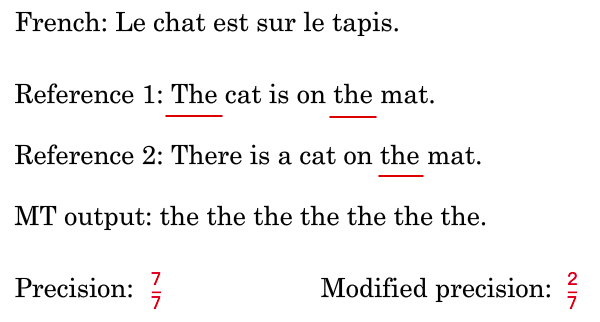 French: Le chat est sur le tapis.
Reference 1: The cat is on the mat.
Reference 2: There is a cat on the mat.
MT output: the the the the the the the.
Precision: 7/7 Modified precision: 2/7